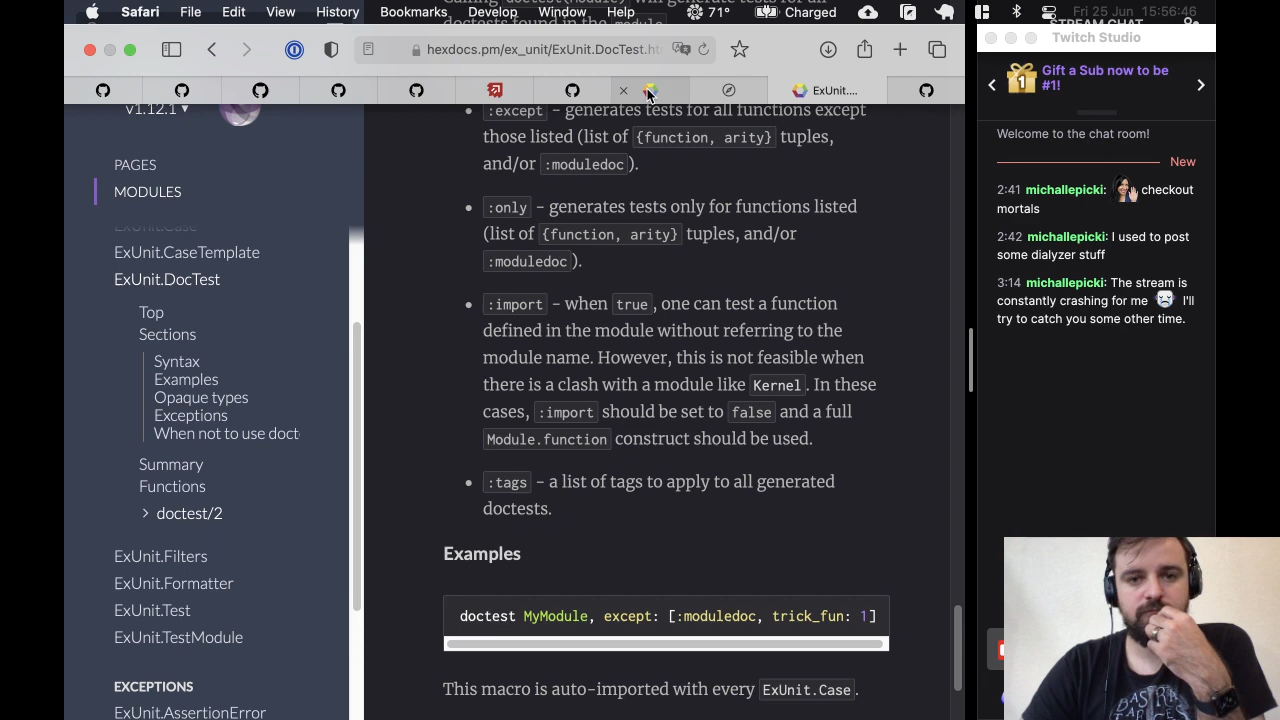 Safari File Edit View History Bookmarks Develop Window Help 71° Charged Fri 25 Jun 15:56:46
hexdocs.pm/ex_unit/ExUnit.DocTest.ht
ExUnit....
v1.12.1
PAGES
MODULES
ExUnit.Case
ExUnit.CaseTemplate
ExUnit.DocTest
Top
Sections
Syntax
Examples
Opaque types
Exceptions
When not to use doct
Summary
Functions
doctest/2
ExUnit.Filters
ExUnit.Formatter
ExUnit.Test
ExUnit.TestModule
EXCEPTIONS
ExUnit.AssertionError
:except - generates tests for all functions except
those listed (list of {function, arity} tuples,
and/or :moduledoc ).
:only - generates tests only for functions listed
(list of {function, arity} tuples, and/or
:moduledoc ).
:import - when true , one can test a function
defined in the module without referring to the
module name. However, this is not feasible when
there is a clash with a module like Kernel . In these
cases, :import should be set to false and a full
Module.function construct should be used.
:tags - a list of tags to apply to all generated
doctests.
Examples
doctest MyModule, except: [:moduledoc, trick_fun: 1]
This macro is auto-imported with every ExUnit.Case .
STREAM CHAT
Twitch Studio
1
Gift a Sub now to be
#1!
Welcome to the chat room!
New
2:41 michallepicki: checkout
mortals
2:42 michallepicki: I used to post
some dialyzer stuff
3:14 michallepicki: The stream is
constantly crashing for me I'll
try to catch you some other time.